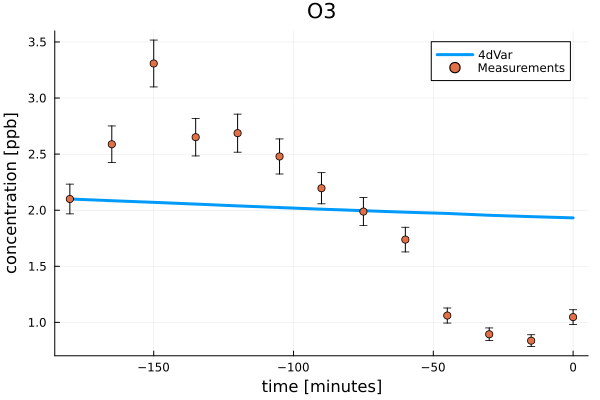 O3
4dVar
Measurements
concentration [ppb]
3.5
3.0
2.5
2.0
1.5
1.0
−150
−100
−50
0
time [minutes]